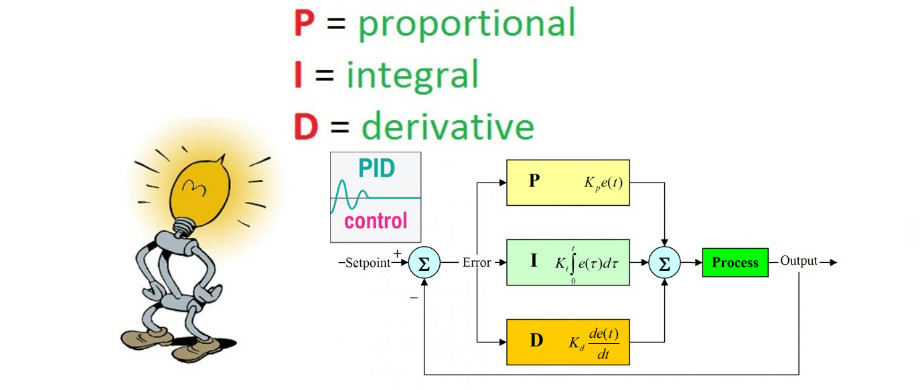 P = proportional
I = integral
D = derivative
PID
control
P K_p e(t)
Setpoint + Σ Error I K_i ∫_0^t e(τ)dτ Σ Process Output
−
D K_d de(t)/dt